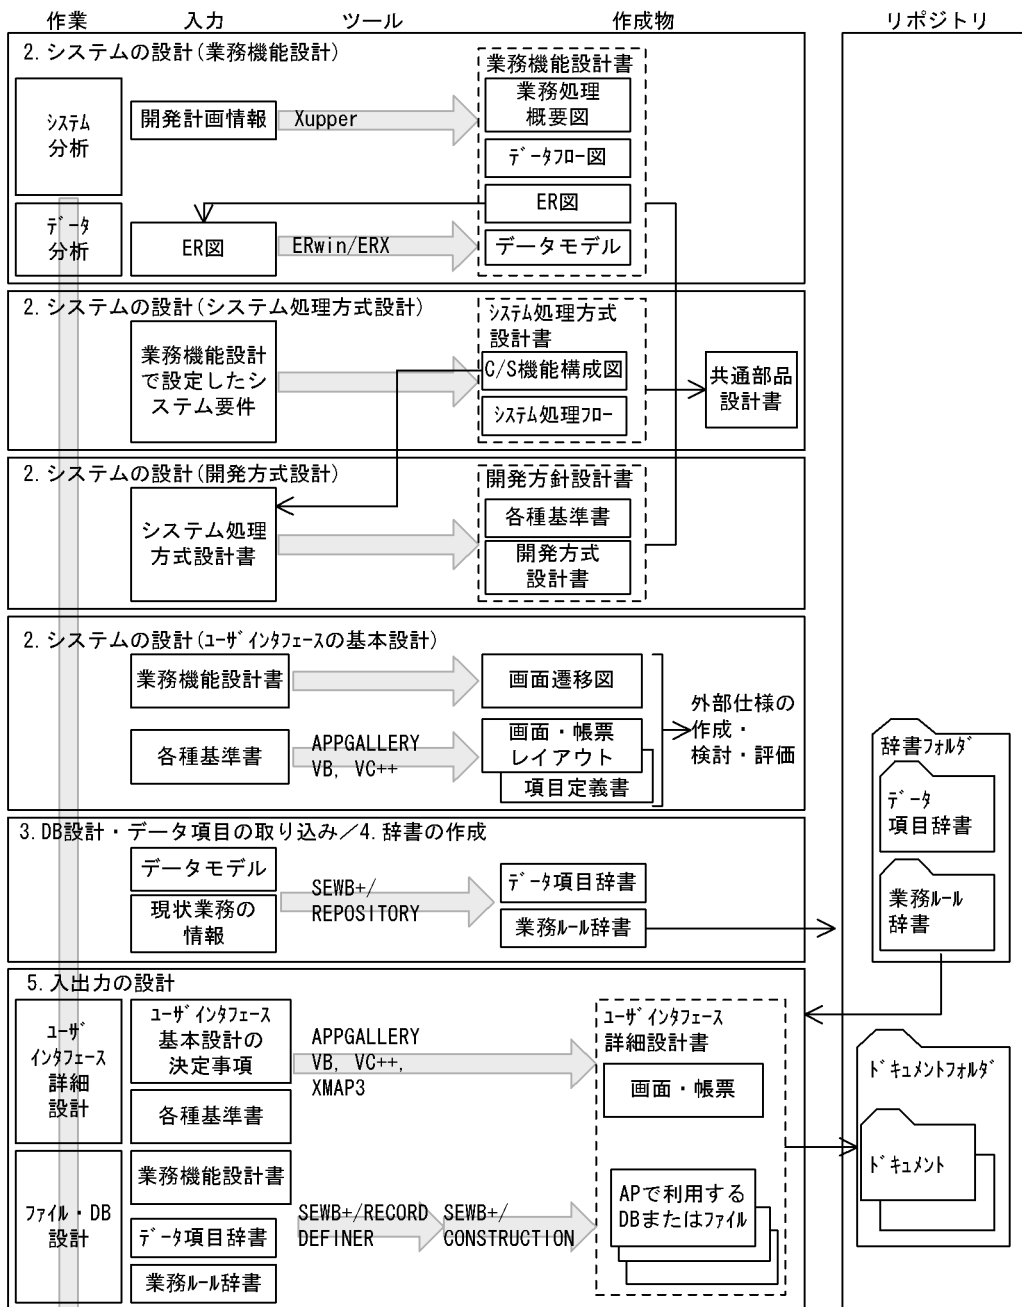 作業 入力 ツール 作成物 リポジトリ
2.システムの設計(業務機能設計)
システム
分析
開発計画情報
Xupper
業務機能設計書
業務処理
概要図
データフロー図
ER図
データ
分析
ER図
ERwin/ERX
データモデル
2.システムの設計(システム処理方式設計)
業務機能設計
で設定したシ
ステム要件
システム処理方式
設計書
C/S機能構成図
システム処理フロー
共通部品
設計書
2.システムの設計(開発方式設計)
システム処理
方式設計書
開発方針設計書
各種基準書
開発方式
設計書
2.システムの設計(ユーザインタフェースの基本設計)
業務機能設計書
画面遷移図
各種基準書
APPGALLERY
VB, VC++
画面・帳票
レイアウト
項目定義書
外部仕様の
作成・
検討・評価
辞書フォルダ
データ
項目辞書
業務ルール
辞書
3.DB設計・データ項目の取り込み／4.辞書の作成
データモデル
現状業務の
情報
SEWB+/
REPOSITORY
データ項目辞書
業務ルール辞書
5.入出力の設計
ユーザ
インタフェース
詳細
設計
ユーザインタフェース
基本設計の
決定事項
各種基準書
APPGALLERY
VB, VC++,
XMAP3
ユーザインタフェース
詳細設計書
画面・帳票
ドキュメントフォルダ
ドキュメント
ファイル・DB
設計
業務機能設計書
データ項目辞書
業務ルール辞書
SEWB+/RECORD
DEFINER
SEWB+/
CONSTRUCTION
APで利用する
DBまたはファイル